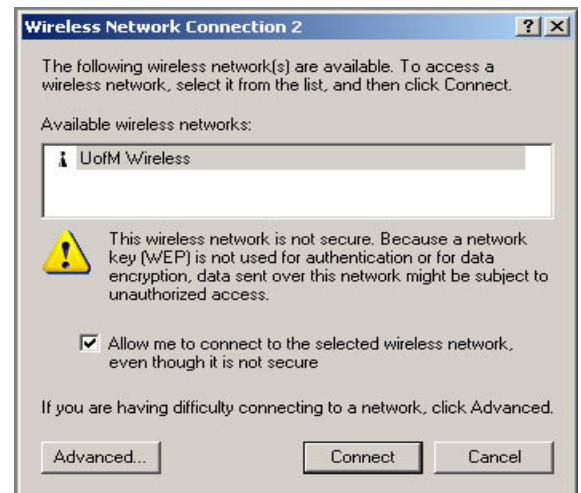 Wireless Network Connection 2
The following wireless network(s) are available. To access a
wireless network, select it from the list, and then click Connect.
Available wireless networks:
UofM Wireless
This wireless network is not secure. Because a network
key (WEP) is not used for authentication or for data
encryption, data sent over this network might be subject to
unauthorized access.
Allow me to connect to the selected wireless network,
even though it is not secure
If you are having difficulty connecting to a network, click Advanced.
Advanced... Connect Cancel